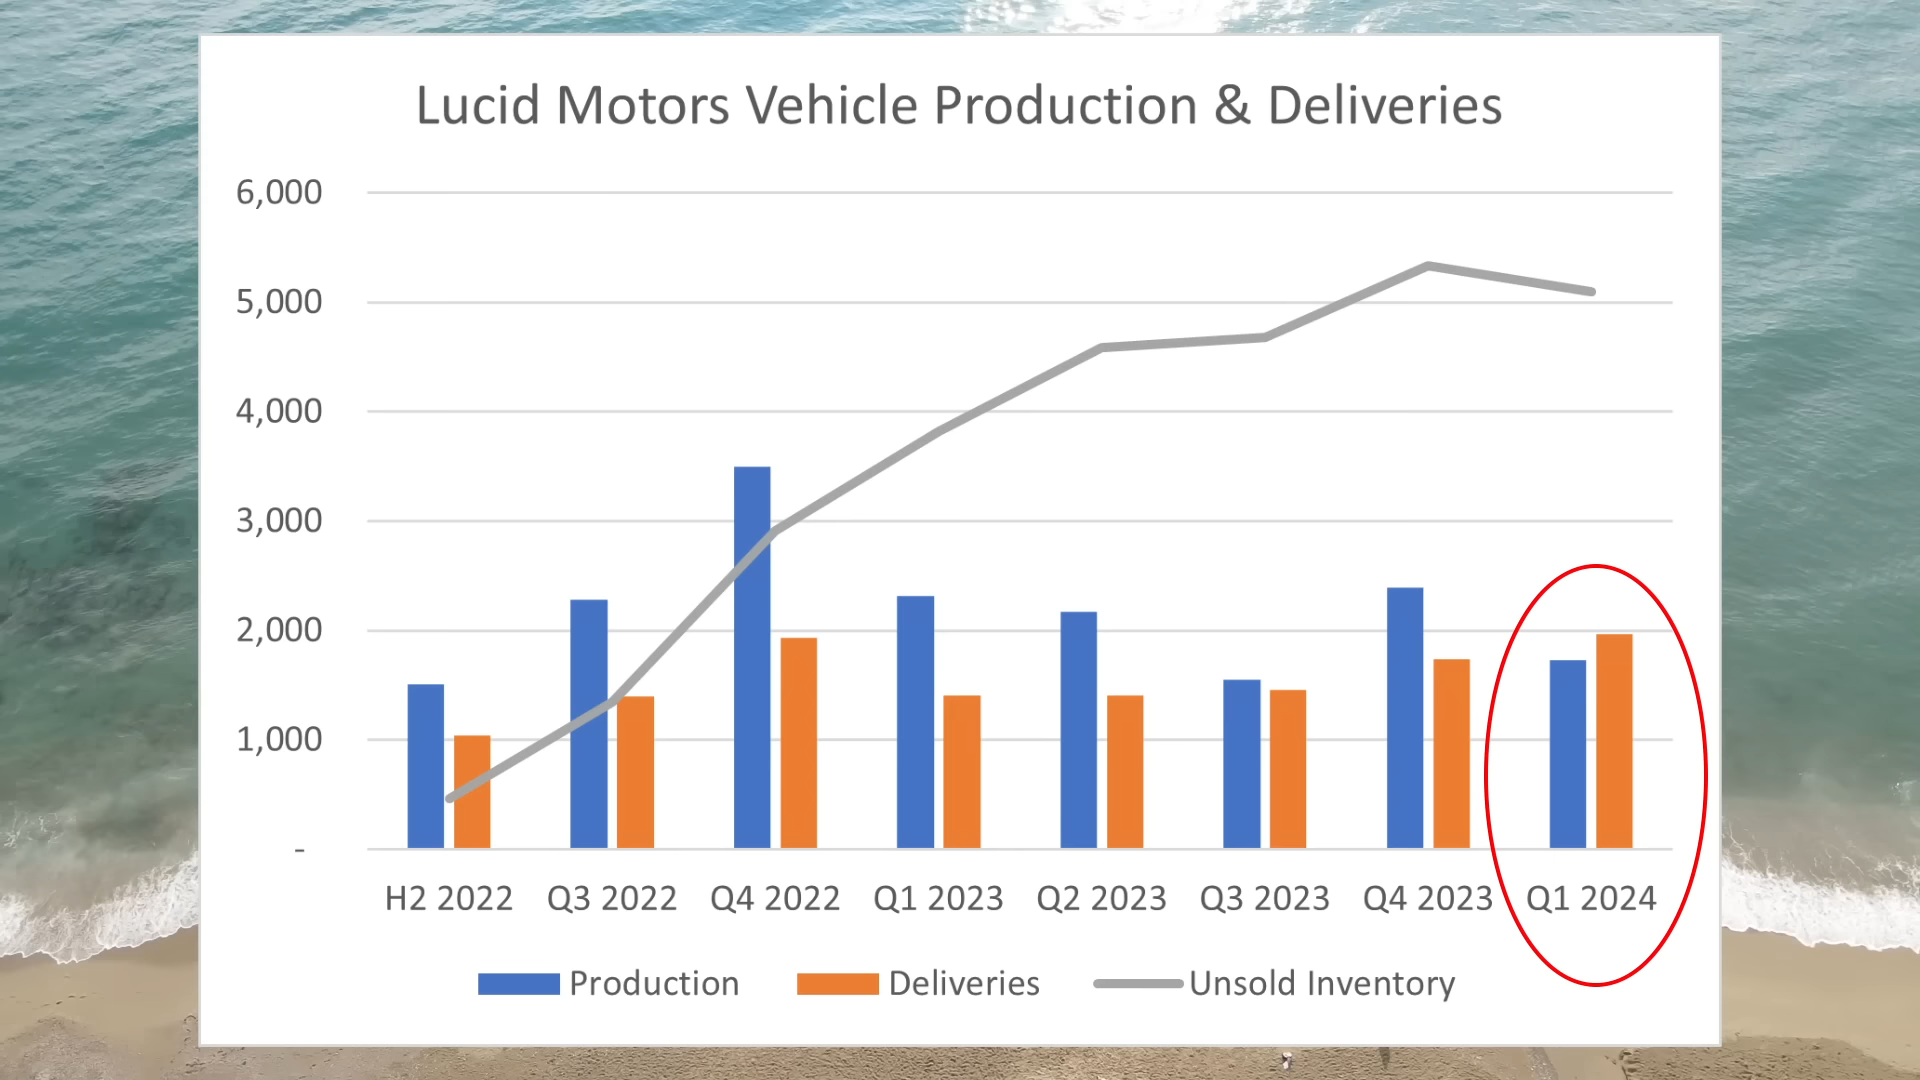 Lucid Motors Vehicle Production & Deliveries
6,000
5,000
4,000
3,000
2,000
1,000
-
H2 2022 Q3 2022 Q4 2022 Q1 2023 Q2 2023 Q3 2023 Q4 2023 Q1 2024
Production Deliveries Unsold Inventory